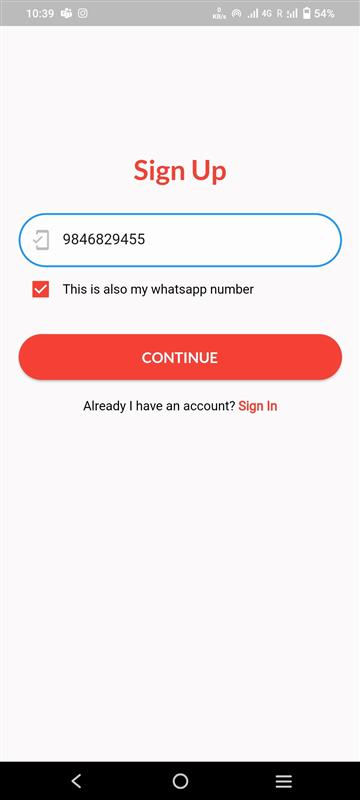 10:39 0 KB/s 4G R 54%
Sign Up
9846829455
This is also my whatsapp number
CONTINUE
Already I have an account? Sign In